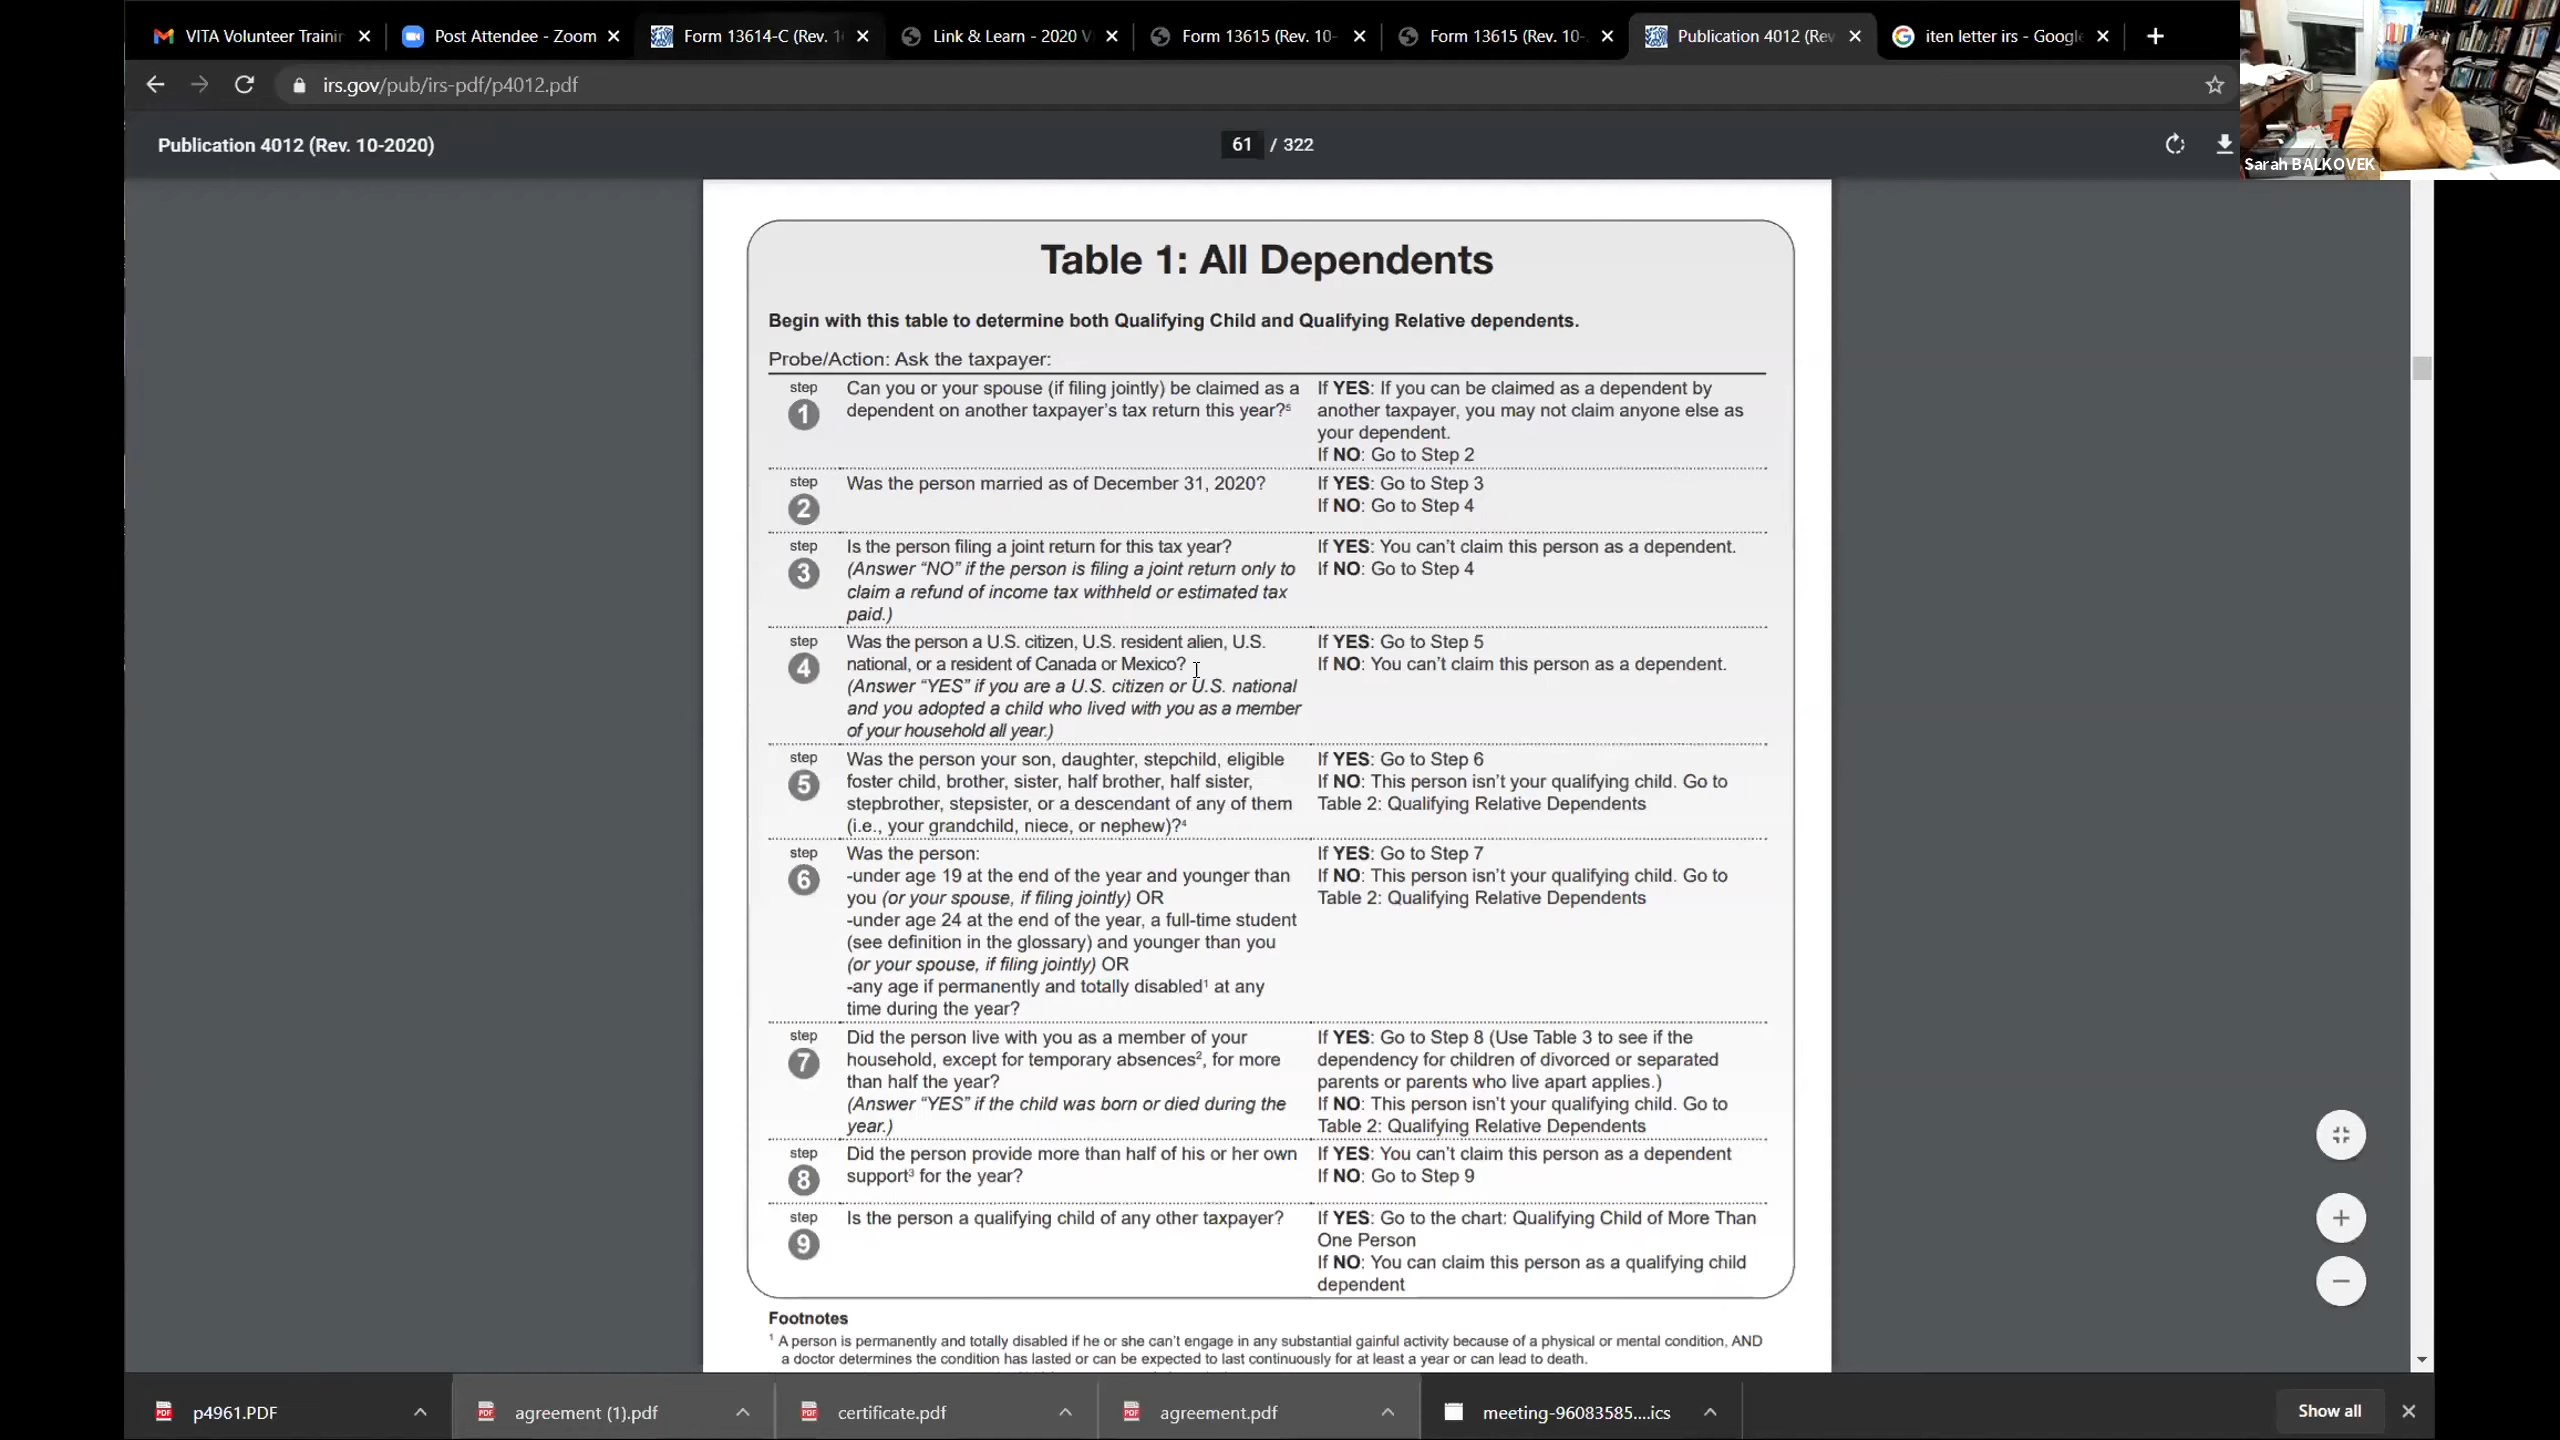 VITA Volunteer Trainin
Post Attendee - Zoom
Form 13614-C (Rev. 1
Link & Learn - 2020 V
Form 13615 (Rev. 10-
Form 13615 (Rev. 10-
Publication 4012 (Rev
iten letter irs - Google
irs.gov/pub/irs-pdf/p4012.pdf
Publication 4012 (Rev. 10-2020)
61 / 322
Sarah BALKOVEK
Table 1: All Dependents
Begin with this table to determine both Qualifying Child and Qualifying Relative dependents.
Probe/Action: Ask the taxpayer:
step 1
Can you or your spouse (if filing jointly) be claimed as a
dependent on another taxpayer's tax return this year?⁵
If YES: If you can be claimed as a dependent by
another taxpayer, you may not claim anyone else as
your dependent.
If NO: Go to Step 2
step 2
Was the person married as of December 31, 2020?
If YES: Go to Step 3
If NO: Go to Step 4
step 3
Is the person filing a joint return for this tax year?
(Answer “NO” if the person is filing a joint return only to
claim a refund of income tax withheld or estimated tax
paid.)
If YES: You can’t claim this person as a dependent.
If NO: Go to Step 4
step 4
Was the person a U.S. citizen, U.S. resident alien, U.S.
national, or a resident of Canada or Mexico?
(Answer “YES” if you are a U.S. citizen or U.S. national
and you adopted a child who lived with you as a member
of your household all year.)
If YES: Go to Step 5
If NO: You can’t claim this person as a dependent.
step 5
Was the person your son, daughter, stepchild, eligible
foster child, brother, sister, half brother, half sister,
stepbrother, stepsister, or a descendant of any of them
(i.e., your grandchild, niece, or nephew)?⁴
If YES: Go to Step 6
If NO: This person isn’t your qualifying child. Go to
Table 2: Qualifying Relative Dependents
step 6
Was the person:
-under age 19 at the end of the year and younger than
you (or your spouse, if filing jointly) OR
-under age 24 at the end of the year, a full-time student
(see definition in the glossary) and younger than you
(or your spouse, if filing jointly) OR
-any age if permanently and totally disabled¹ at any
time during the year?
If YES: Go to Step 7
If NO: This person isn’t your qualifying child. Go to
Table 2: Qualifying Relative Dependents
step 7
Did the person live with you as a member of your
household, except for temporary absences², for more
than half the year?
(Answer “YES” if the child was born or died during the
year.)
If YES: Go to Step 8 (Use Table 3 to see if the
dependency for children of divorced or separated
parents or parents who live apart applies.)
If NO: This person isn’t your qualifying child. Go to
Table 2: Qualifying Relative Dependents
step 8
Did the person provide more than half of his or her own
support³ for the year?
If YES: You can’t claim this person as a dependent
If NO: Go to Step 9
step 9
Is the person a qualifying child of any other taxpayer?
If YES: Go to the chart: Qualifying Child of More Than
One Person
If NO: You can claim this person as a qualifying child
dependent
Footnotes
¹ A person is permanently and totally disabled if he or she can’t engage in any substantial gainful activity because of a physical or mental condition, AND
a doctor determines the condition has lasted or can be expected to last continuously for at least a year or can lead to death.
p4961.PDF
agreement (1).pdf
certificate.pdf
agreement.pdf
meeting-96083585....ics
Show all